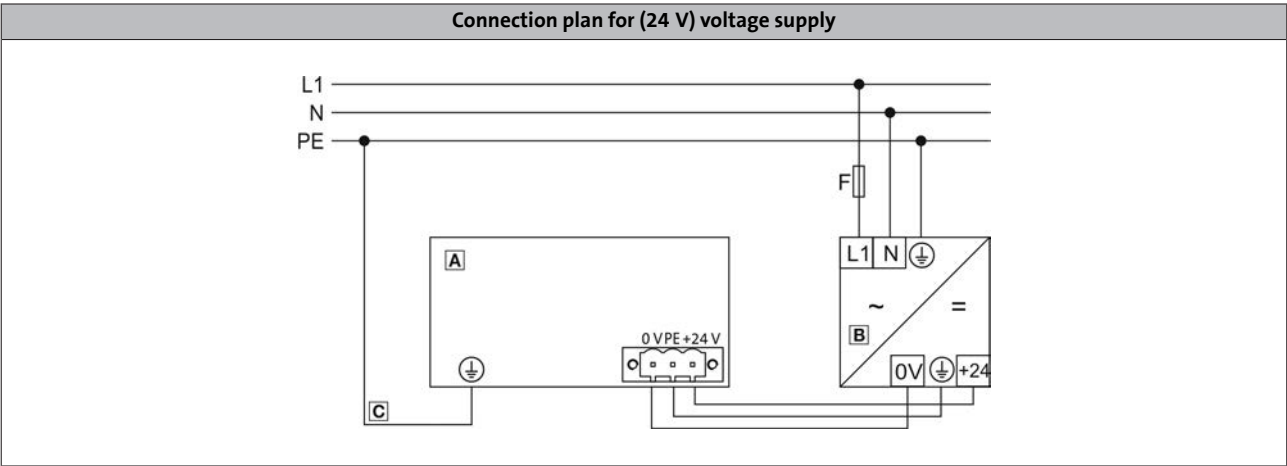 Connection plan for (24 V) voltage supply
L1
N
PE
F
L1 N
A
~ =
B
0 V PE +24 V
0V +24
C